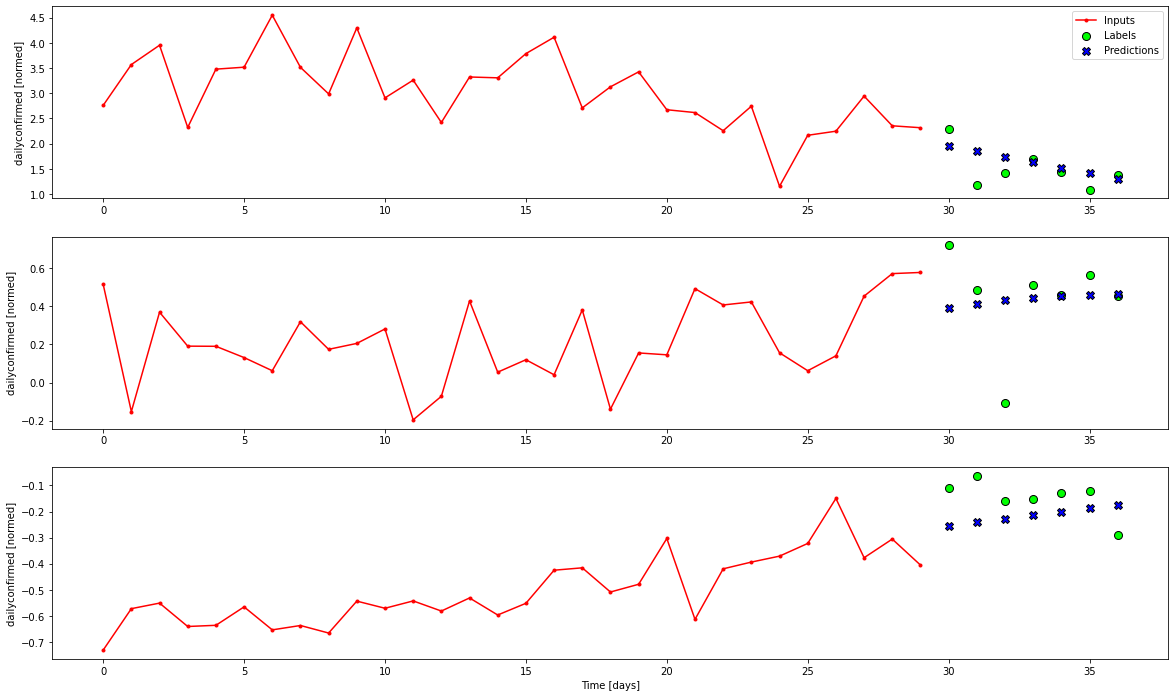 dailyconfirmed [normed]
4.5
4.0
3.5
3.0
2.5
2.0
1.5
1.0
Inputs
Labels
Predictions
0 5 10 15 20 25 30 35
dailyconfirmed [normed]
0.6
0.4
0.2
0.0
−0.2
0 5 10 15 20 25 30 35
dailyconfirmed [normed]
−0.1
−0.2
−0.3
−0.4
−0.5
−0.6
−0.7
0 5 10 15 20 25 30 35
Time [days]